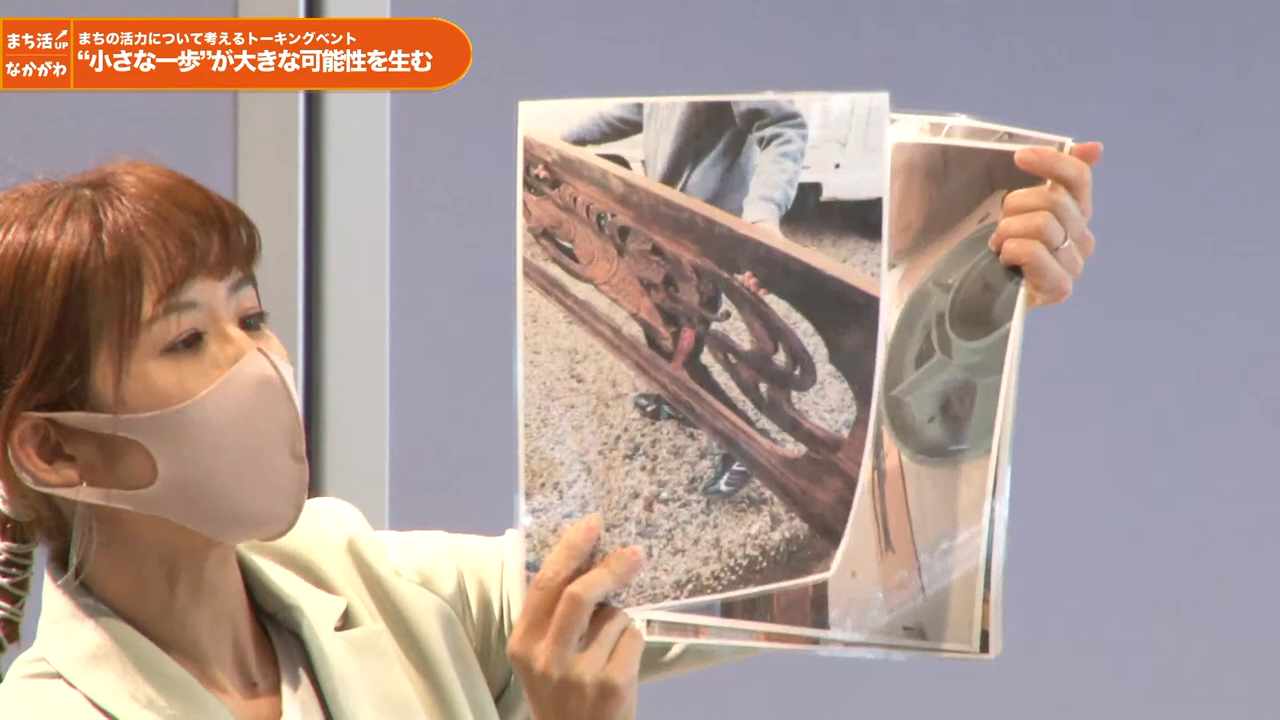 まち活UP
なかがわ
まちの活力について考えるトーキングベント
“小さな一歩”が大きな可能性を生む